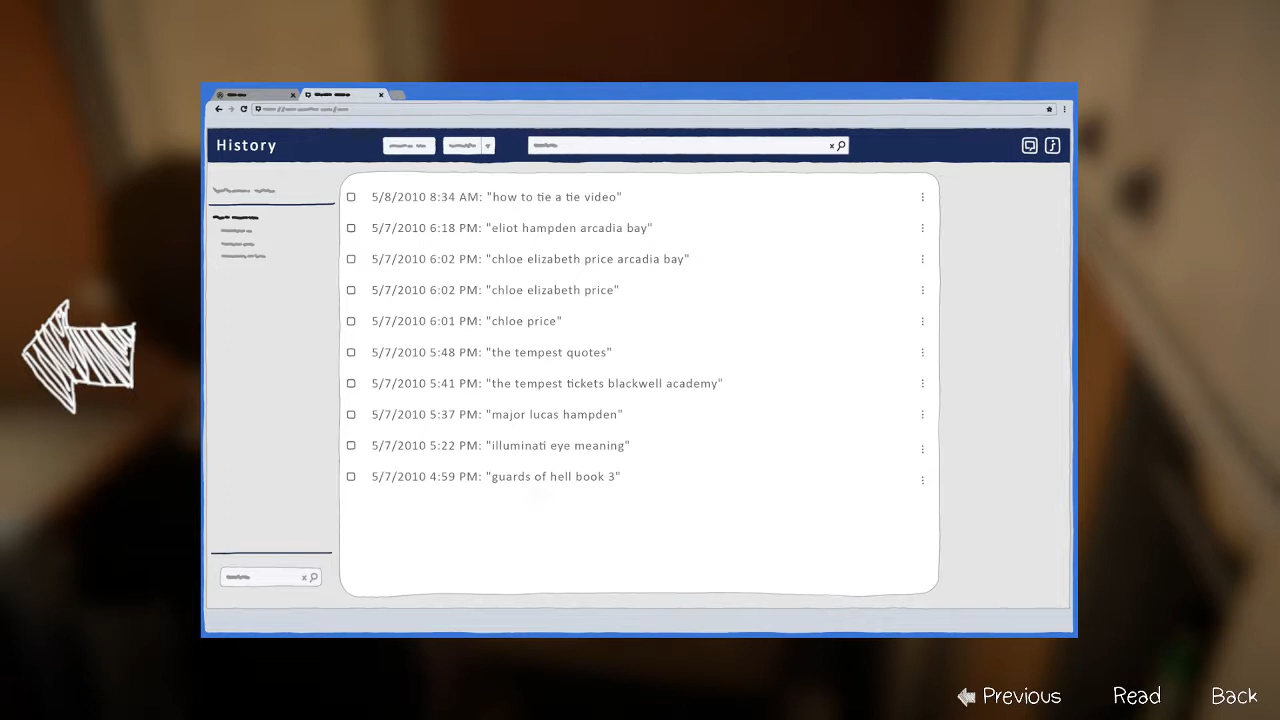 History
5/8/2010 8:34 AM: "how to tie a tie video"
5/7/2010 6:18 PM: "eliot hampden arcadia bay"
5/7/2010 6:02 PM: "chloe elizabeth price arcadia bay"
5/7/2010 6:02 PM: "chloe elizabeth price"
5/7/2010 6:01 PM: "chloe price"
5/7/2010 5:48 PM: "the tempest quotes"
5/7/2010 5:41 PM: "the tempest tickets blackwell academy"
5/7/2010 5:37 PM: "major lucas hampden"
5/7/2010 5:22 PM: "illuminati eye meaning"
5/7/2010 4:59 PM: "guards of hell book 3"
Previous Read Back